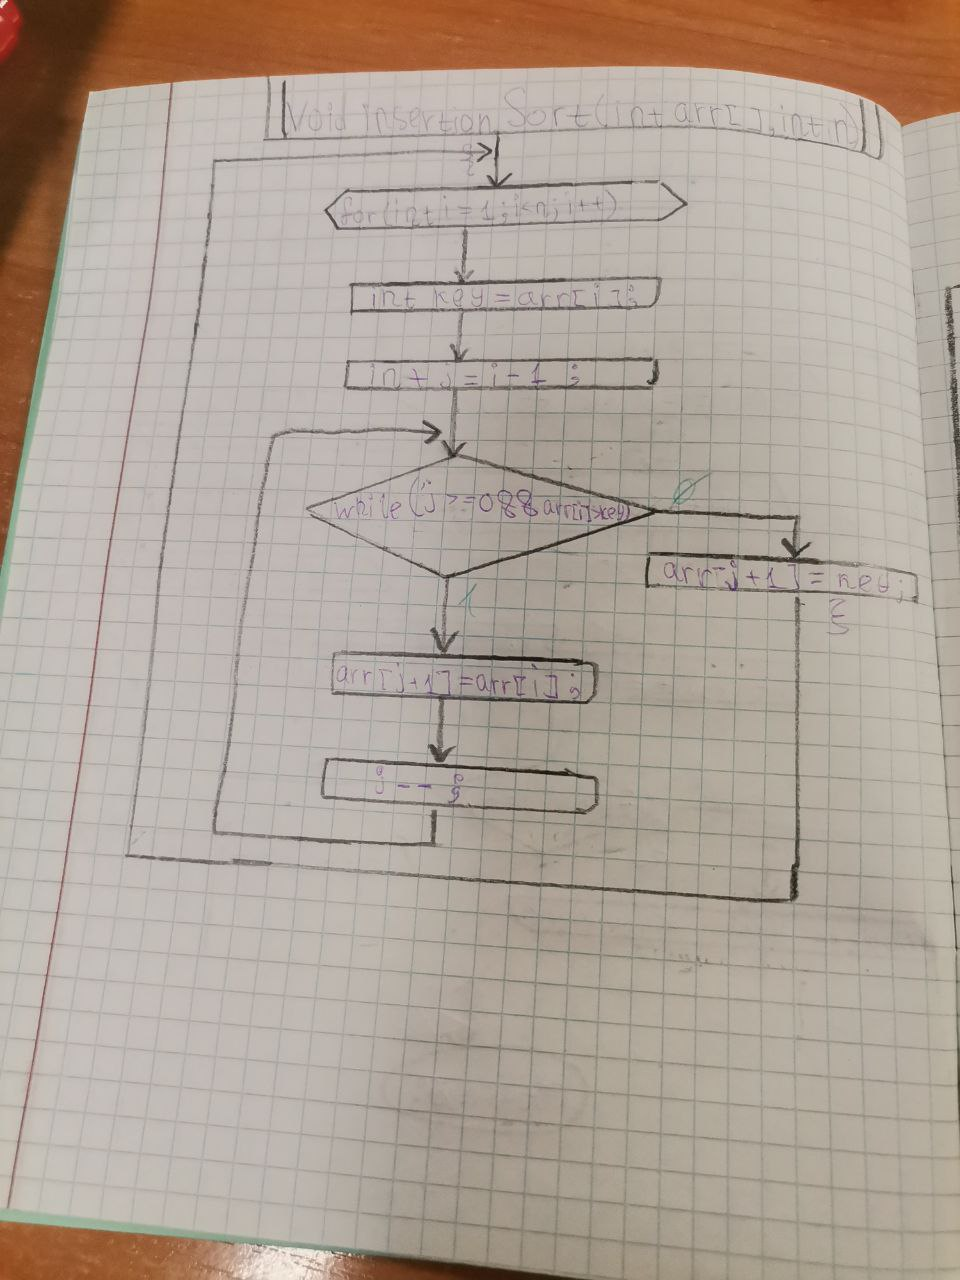 void insertion Sort(int arr[], int n)
{
for(int i = 1; i<n; i++)
int key = arr[i];
int j = i - 1 ;
while (j >= 0 && arr[i]>key)
0
arr[j+1] = key;
}
1
arr[j+1] = arr[i] ;
j -- ;